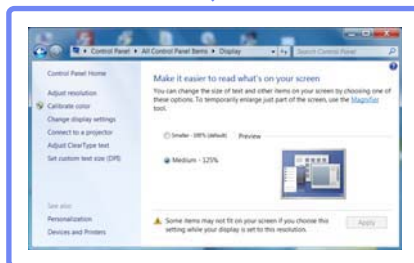 Control Panel ▸ All Control Panel Items ▸ Display
Search Control Panel
Control Panel Home
Adjust resolution
Calibrate color
Change display settings
Connect to a projector
Adjust ClearType text
Set custom text size (DPI)
See also
Personalization
Devices and Printers
Make it easier to read what's on your screen
You can change the size of text and other items on your screen by choosing one of
these options. To temporarily enlarge just part of the screen, use the Magnifier
tool.
Smaller - 100% (default)
Preview
Medium - 125%
Some items may not fit on your screen if you choose this
setting while your display is set to this resolution.
Apply